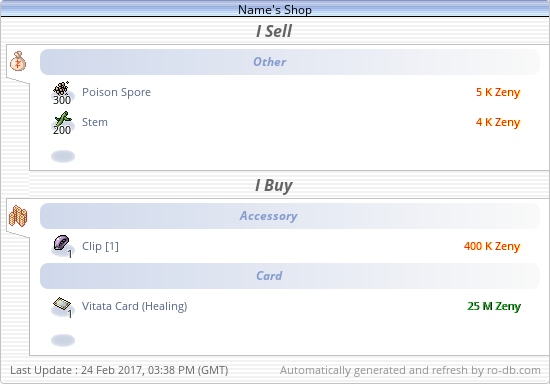 Name's Shop
I Sell
Other
300 Poison Spore 5 K Zeny
200 Stem 4 K Zeny
I Buy
Accessory
1 Clip [1] 400 K Zeny
Card
1 Vitata Card (Healing) 25 M Zeny
Last Update : 24 Feb 2017, 03:38 PM (GMT) Automatically generated and refresh by ro-db.com